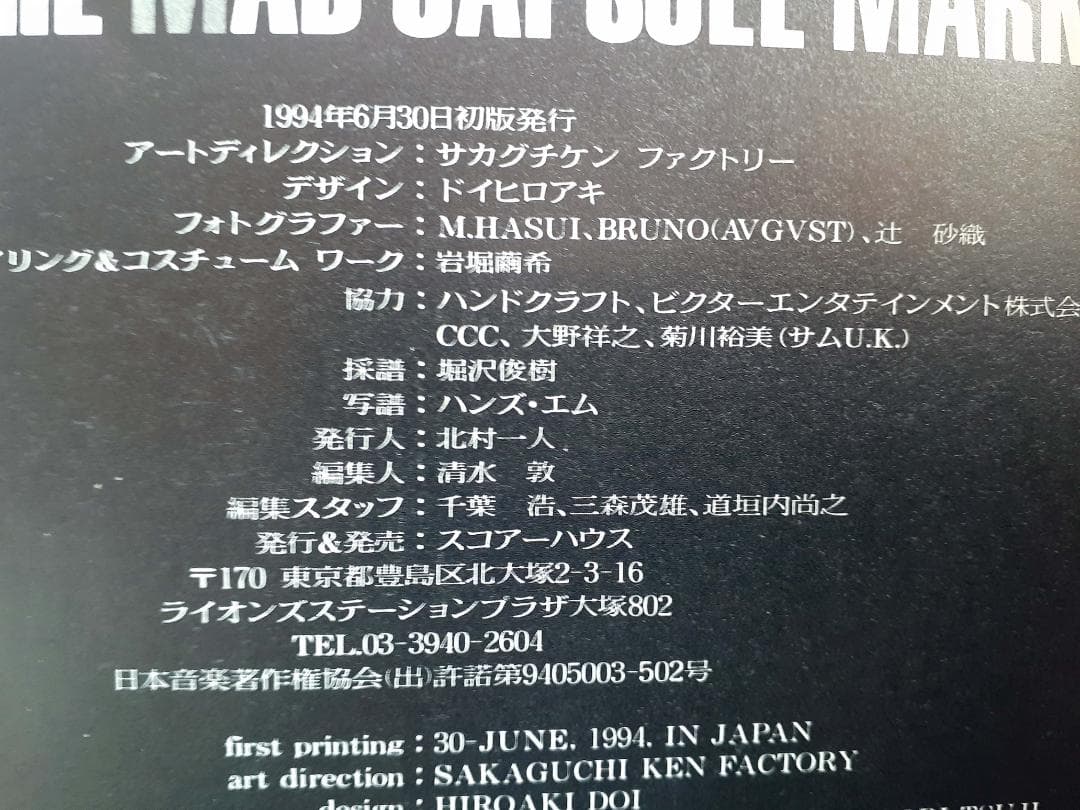 THE MAD CAPSULE MARK
1994年6月30日初版発行
アートディレクション：サカグチケン ファクトリー
デザイン：ドイヒロアキ
フォトグラファー：M.HASUI、BRUNO(AVGVST)、辻　砂織
イリング&コスチューム ワーク：岩堀繭希
協力：ハンドクラフト、ビクターエンタテインメント株式会
CCC、大野祥之、菊川裕美(サムU.K.)
採譜：堀沢俊樹
写譜：ハンズ・エム
発行人：北村一人
編集人：清水　敦
編集スタッフ：千葉　浩、三森茂雄、道垣内尚之
発行&発売：スコアーハウス
〒170 東京都豊島区北大塚2-3-16
ライオンズステーションプラザ大塚802
TEL.03-3940-2604
日本音楽著作権協会(出)許諾第9405003-502号
first printing：30-JUNE. 1994. IN JAPAN
art direction：SAKAGUCHI KEN FACTORY
design：HIROAKI DOI